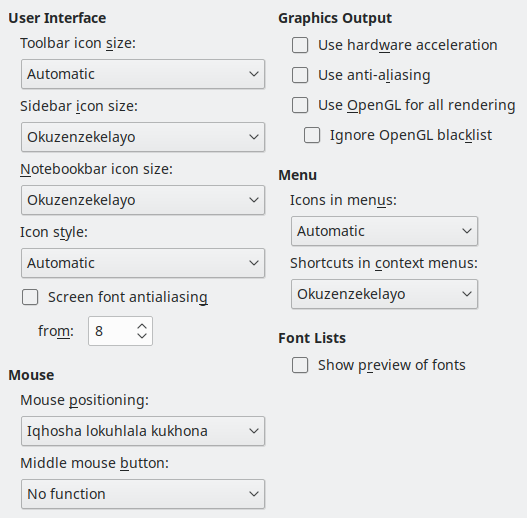 User Interface
Toolbar icon size:
Automatic
Sidebar icon size:
Okuzenzekelayo
Notebookbar icon size:
Okuzenzekelayo
Icon style:
Automatic
Screen font antialiasing
from: 8
Mouse
Mouse positioning:
Iqhosha lokuhlala kukhona
Middle mouse button:
No function
Graphics Output
Use hardware acceleration
Use anti-aliasing
Use OpenGL for all rendering
Ignore OpenGL blacklist
Menu
Icons in menus:
Automatic
Shortcuts in context menus:
Okuzenzekelayo
Font Lists
Show preview of fonts